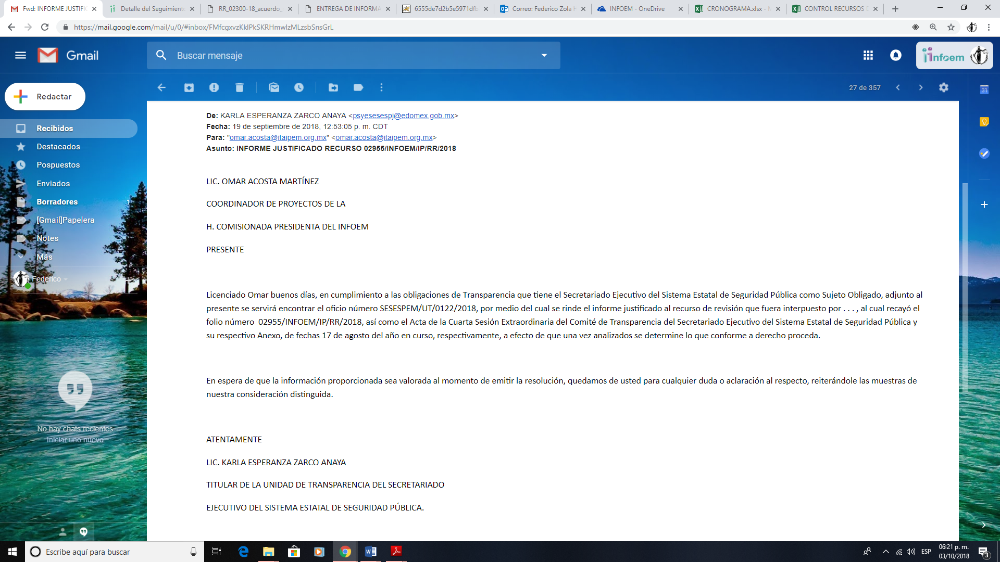 Fwd: INFORME JUSTIFIC
Detalle del Seguimiento
RR_02300-18_acuerdo_
ENTREGA DE INFORMA
6555de7d2b5e5971dfb
Correo: Federico Zola H
INFOEM - OneDrive
CRONOGRAMA.xlsx - M
CONTROL RECURSOS D
https://mail.google.com/mail/u/0/#inbox/FMfcgxvzKklPkSKRHmwlzMLzsbSnsGrL
Gmail
Buscar mensaje
infoem
Redactar
27 de 357
31
Recibidos
Destacados
Pospuestos
Enviados
Borradores 1
[Gmail]Papelera
Notes
Más
Federico
No hay chats recientes
Iniciar uno nuevo
De: KARLA ESPERANZA ZARCO ANAYA <psyesesespj@edomex.gob.mx>
Fecha: 19 de septiembre de 2018, 12:53:05 p. m. CDT
Para: "omar.acosta@itaipem.org.mx" <omar.acosta@itaipem.org.mx>
Asunto: INFORME JUSTIFICADO RECURSO 02955/INFOEM/IP/RR/2018
LIC. OMAR ACOSTA MARTÍNEZ
COORDINADOR DE PROYECTOS DE LA
H. COMISIONADA PRESIDENTA DEL INFOEM
PRESENTE
Licenciado Omar buenos días, en cumplimiento a las obligaciones de Transparencia que tiene el Secretariado Ejecutivo del Sistema Estatal de Seguridad Pública como Sujeto Obligado, adjunto al
presente se servirá encontrar el oficio número SESESPEM/UT/0122/2018, por medio del cual se rinde el informe justificado al recurso de revisión que fuera interpuesto por . . . , al cual recayó el
folio número 02955/INFOEM/IP/RR/2018, así como el Acta de la Cuarta Sesión Extraordinaria del Comité de Transparencia del Secretariado Ejecutivo del Sistema Estatal de Seguridad Pública y
su respectivo Anexo, de fechas 17 de agosto del año en curso, respectivamente, a efecto de que una vez analizados se determine lo que conforme a derecho proceda.
En espera de que la información proporcionada sea valorada al momento de emitir la resolución, quedamos de usted para cualquier duda o aclaración al respecto, reiterándole las muestras de
nuestra consideración distinguida.
ATENTAMENTE
LIC. KARLA ESPERANZA ZARCO ANAYA
TITULAR DE LA UNIDAD DE TRANSPARENCIA DEL SECRETARIADO
EJECUTIVO DEL SISTEMA ESTATAL DE SEGURIDAD PÚBLICA.
Escribe aquí para buscar
ESP
06:21 p. m.
03/10/2018
3